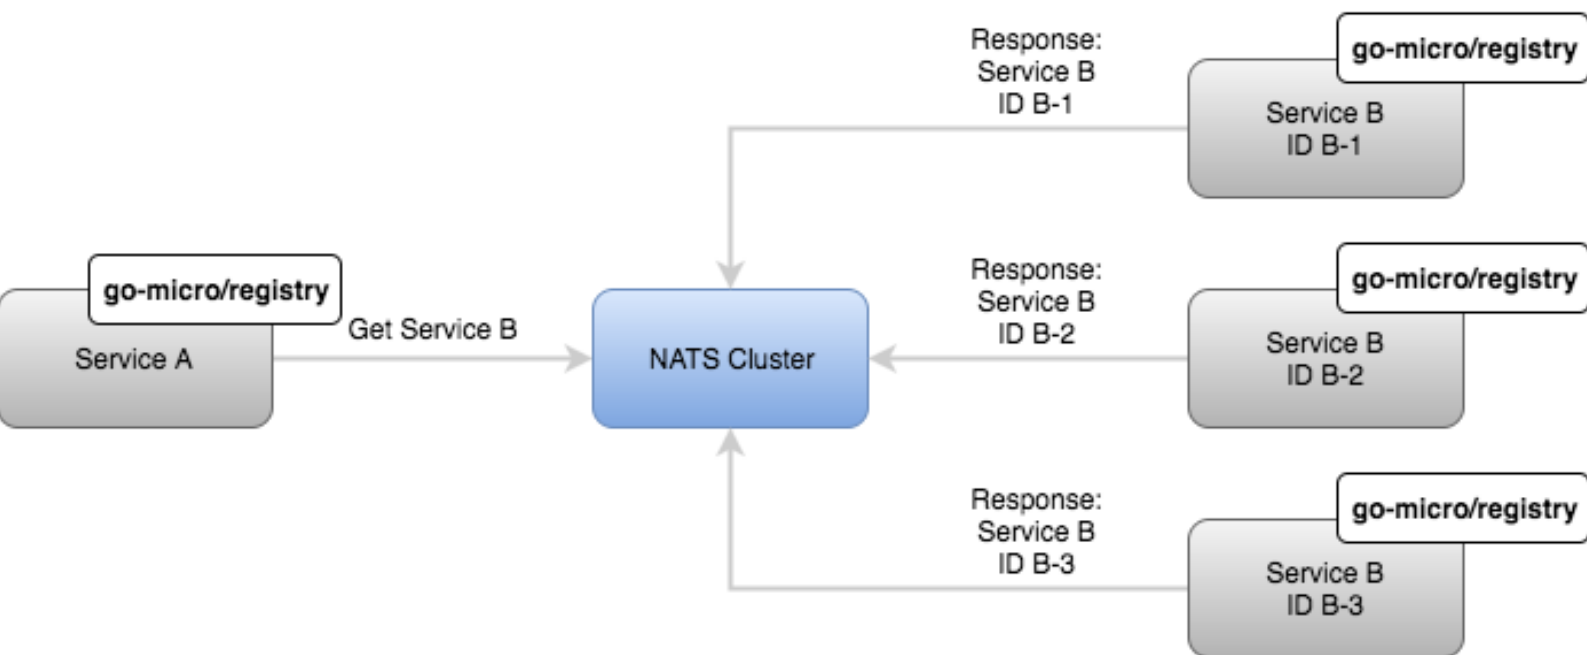 go-micro/registry
Service A
Get Service B
NATS Cluster
Response:
Service B
ID B-1
go-micro/registry
Service B
ID B-1
Response:
Service B
ID B-2
go-micro/registry
Service B
ID B-2
Response:
Service B
ID B-3
go-micro/registry
Service B
ID B-3